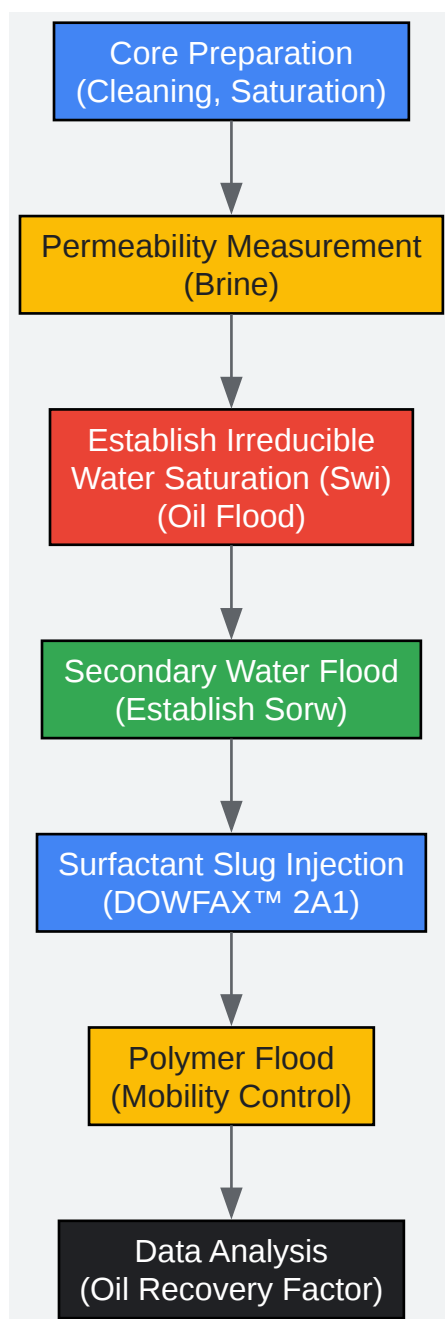 Core Preparation
(Cleaning, Saturation)
Permeability Measurement
(Brine)
Establish Irreducible
Water Saturation (Swi)
(Oil Flood)
Secondary Water Flood
(Establish Sorw)
Surfactant Slug Injection
(DOWFAX™ 2A1)
Polymer Flood
(Mobility Control)
Data Analysis
(Oil Recovery Factor)